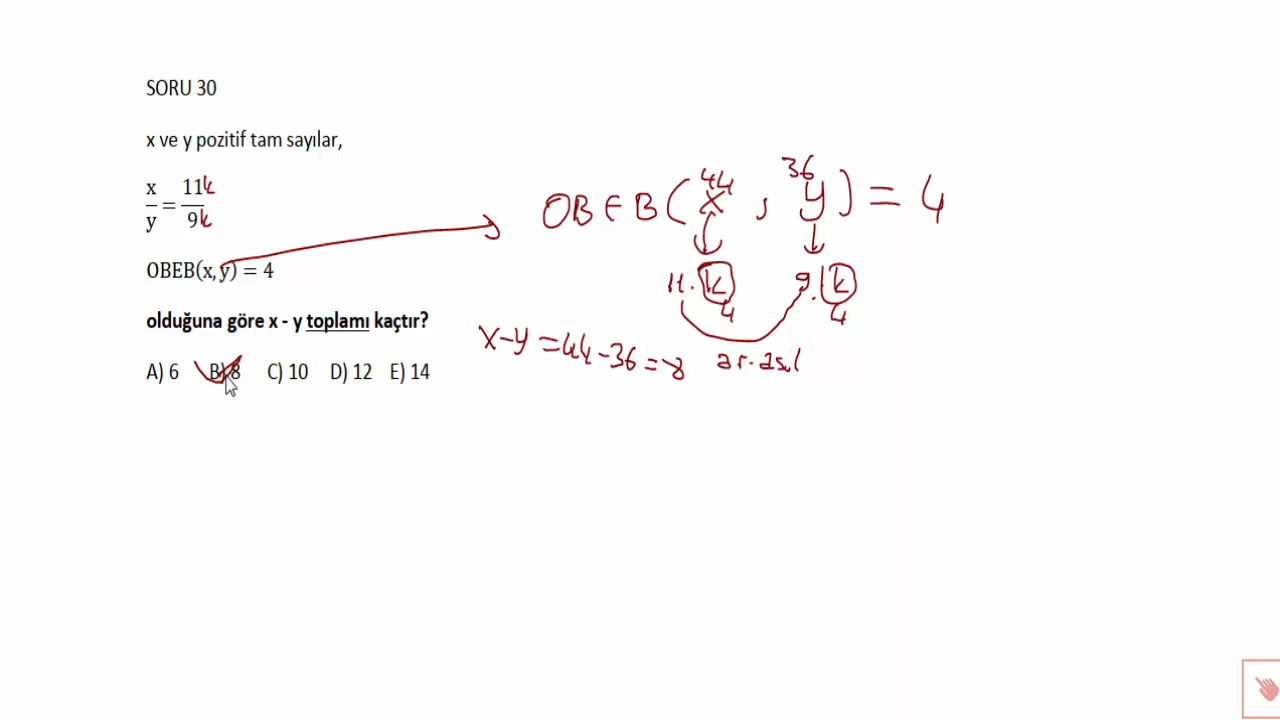 SORU 30
x ve y pozitif tam sayılar,
x/y = 11k/9k
OBEB(x,y) = 4
olduğuna göre x - y toplamı kaçtır?
A) 6 B) 8 C) 10 D) 12 E) 14
44 36
OBEB(x, y) = 4
11.k 9.k
4 4
x-y = 44-36 = 8
ar. asal